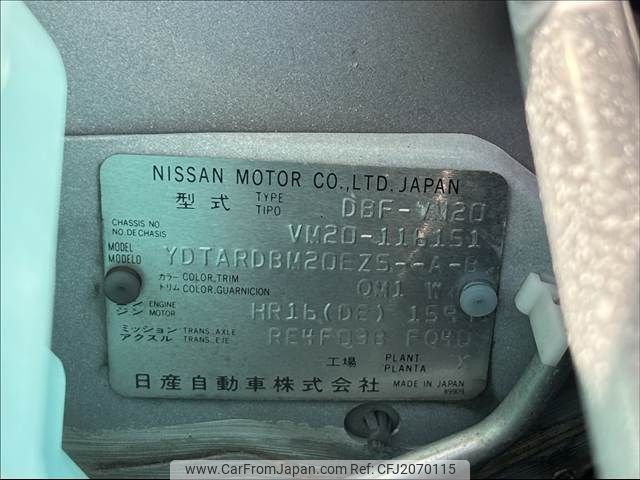 NISSAN MOTOR CO.,LTD. JAPAN
型式 TYPE TIPO DBF-VM20
CHASSIS NO NO. DE CHASIS VM20-118151
MODEL MODELO YDTARDBM20EZS--A-B
カラー COLOR, TRIM
トリム COLOR, GUARNICION QM1
ENGINE MOTOR HR16(DE)
ミッション TRANS., AXLE
アクスル TRANS., EJE RE4F03B FQ40
工場 PLANT PLANTA X
日産自動車株式会社 MADE IN JAPAN
www.CarFromJapan.com Ref: CFJ2070115